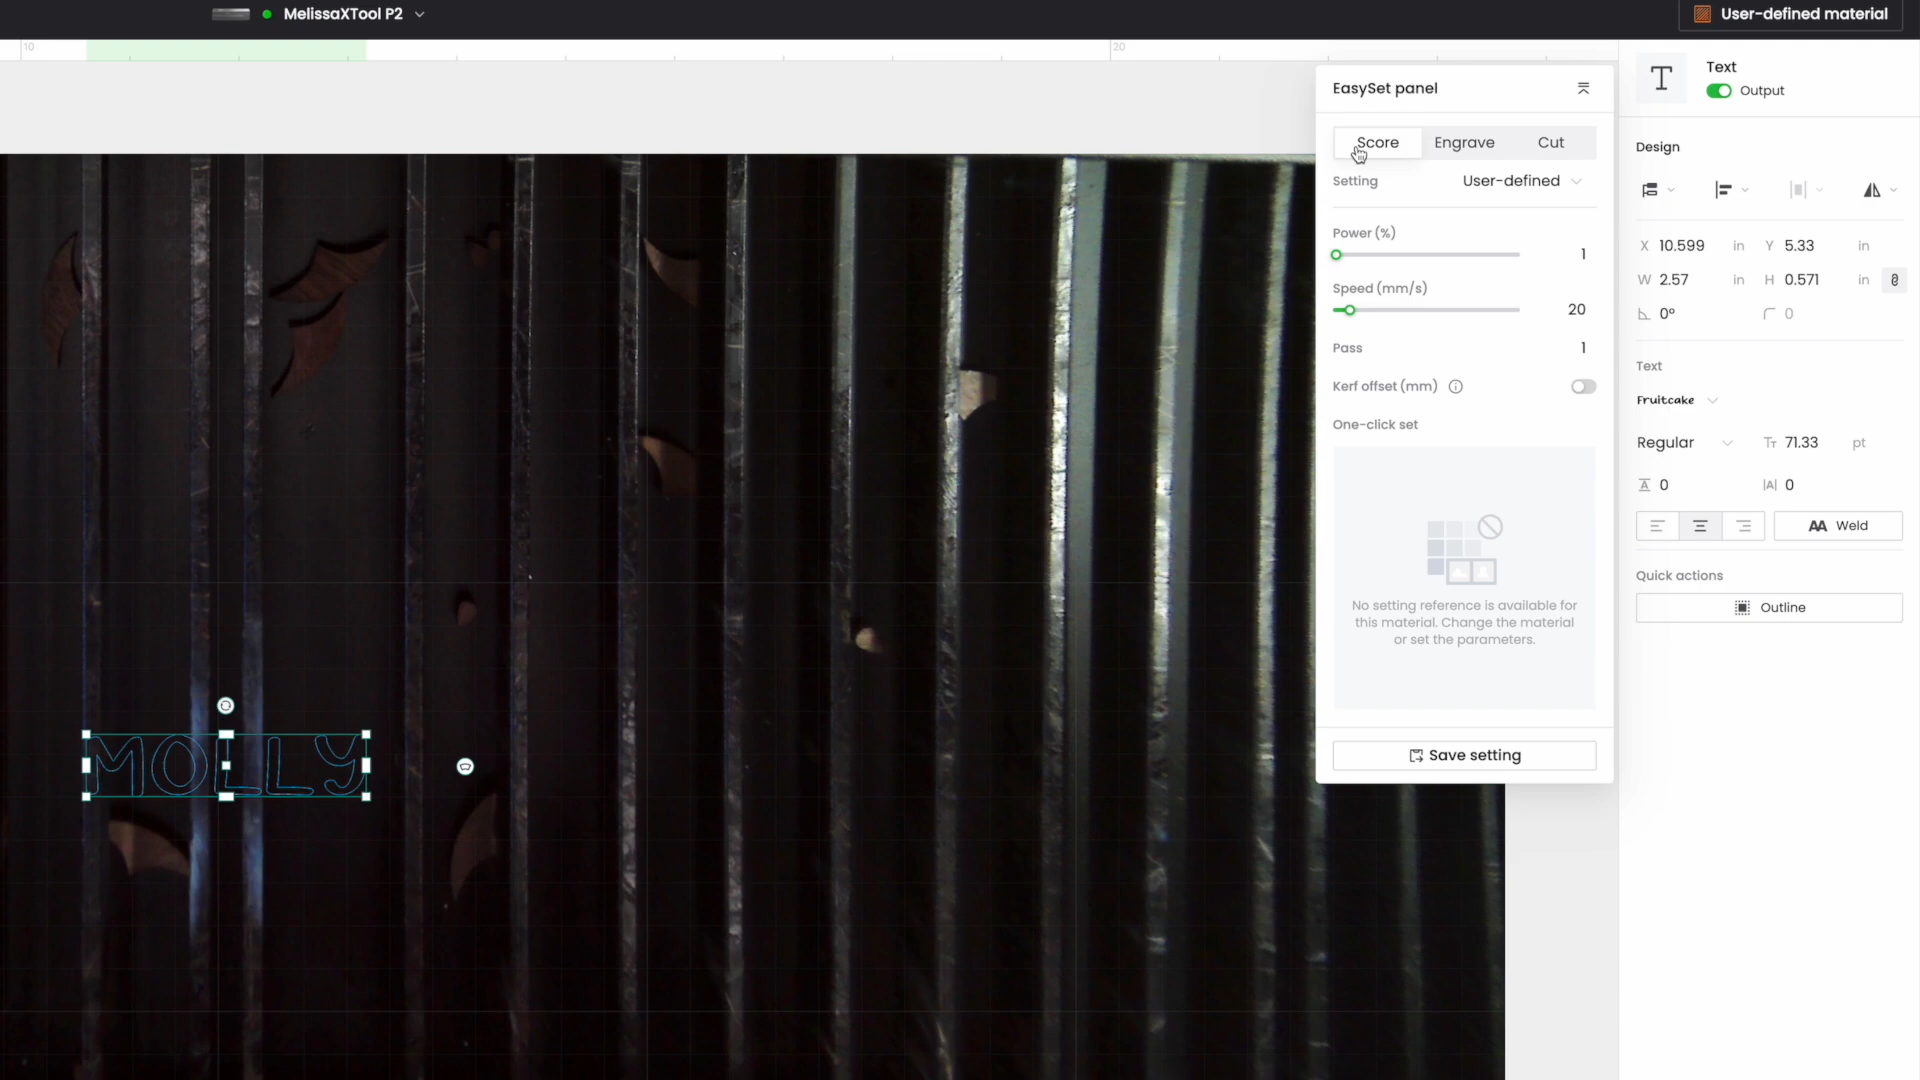 MelissaXTool P2
User-defined material
10
20
EasySet panel
Score
Engrave
Cut
Setting
User-defined
Power (%)
1
Speed (mm/s)
20
Pass
1
Kerf offset (mm)
One-click set
No setting reference is available for
this material. Change the material
or set the parameters.
Save setting
T
Text
Output
Design
X 10.599 in Y 5.33 in
W 2.57 in H 0.571 in
0° 0
Text
Fruitcake
Regular Tт 71.33 pt
A 0 |A| 0
AA Weld
Quick actions
Outline
MOLLY